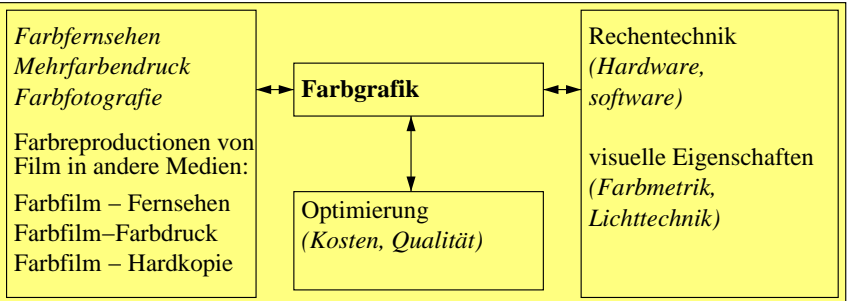 Farbfernsehen
Mehrfarbendruck
Farbfotografie
Farbreproductionen von
Film in andere Medien:
Farbfilm – Fernsehen
Farbfilm–Farbdruck
Farbfilm – Hardkopie
Farbgrafik
Optimierung
(Kosten, Qualität)
Rechentechnik
(Hardware,
software)
visuelle Eigenschaften
(Farbmetrik,
Lichttechnik)